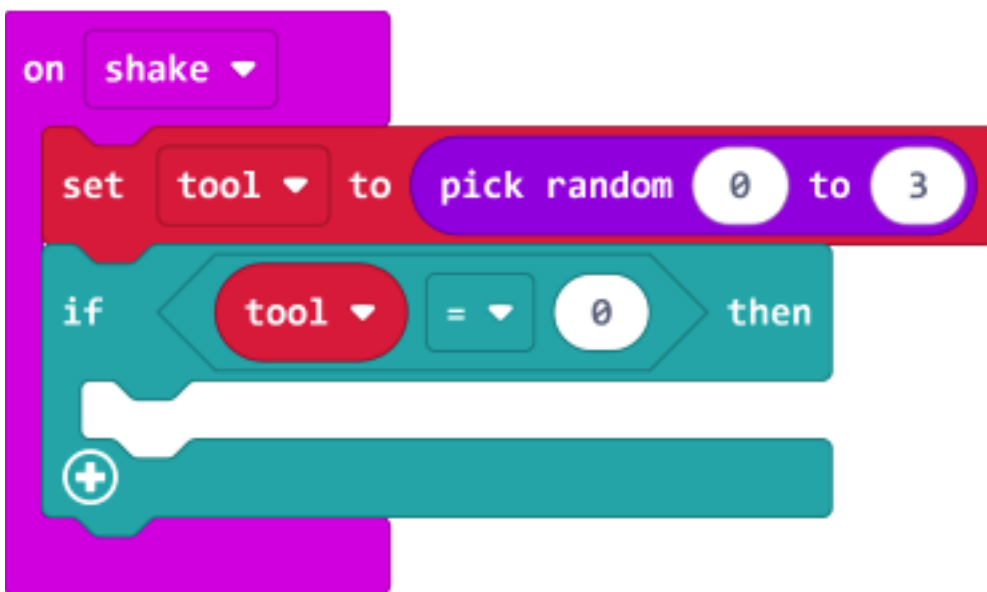 on shake
set tool to pick random 0 to 3
if tool = 0 then